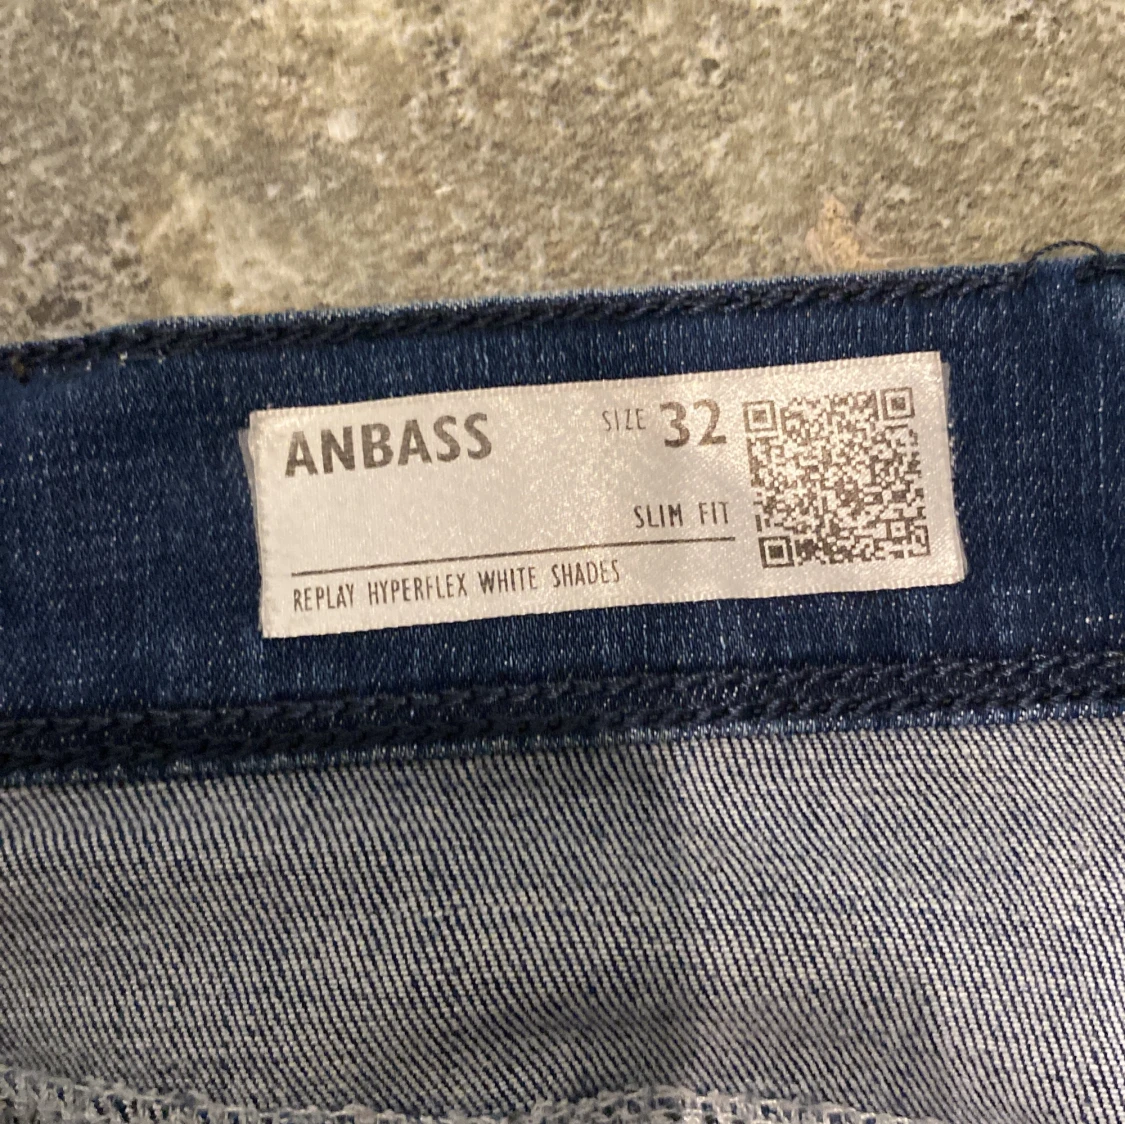 ANBASS SIZE 32
SLIM FIT
REPLAY HYPERFLEX WHITE SHADES